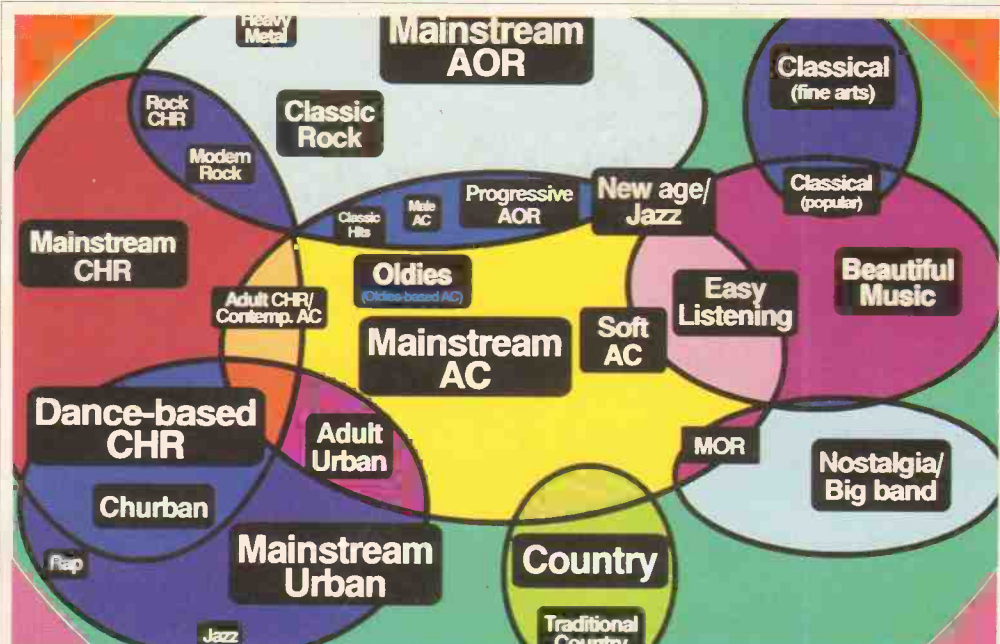 Heavy
Metal
Mainstream
AOR
Classical
(fine arts)
Rock
CHR
Classic
Rock
Modern
Rock
Classical
(popular)
Progressive
AOR
New age/
Jazz
Male
AC
Classic
Hits
Mainstream
CHR
Oldies
(Oldies-based AC)
Beautiful
Music
Easy
Listening
Adult CHR/
Contemp. AC
Mainstream
AC
Soft
AC
Dance-based
CHR
Adult
Urban
MOR
Nostalgia/
Big band
Churban
Mainstream
Urban
Country
Rap
Traditional
Country
Jazz